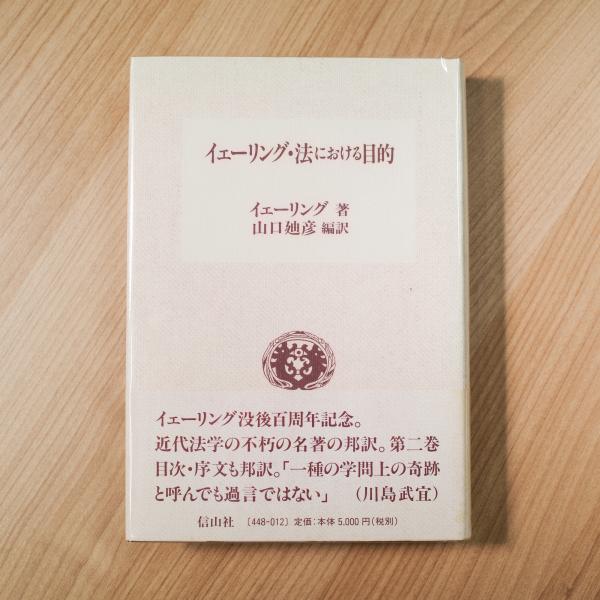 イェーリング・法における目的
イェーリング 著
山口廸彦 編訳
イェーリング没後百周年記念。
近代法学の不朽の名著の邦訳。第二巻
目次・序文も邦訳。「一種の学問上の奇跡
と呼んでも過言ではない」 （川島武宜）
信山社 〔448-012〕 定価：本体 5,000 円（税別）